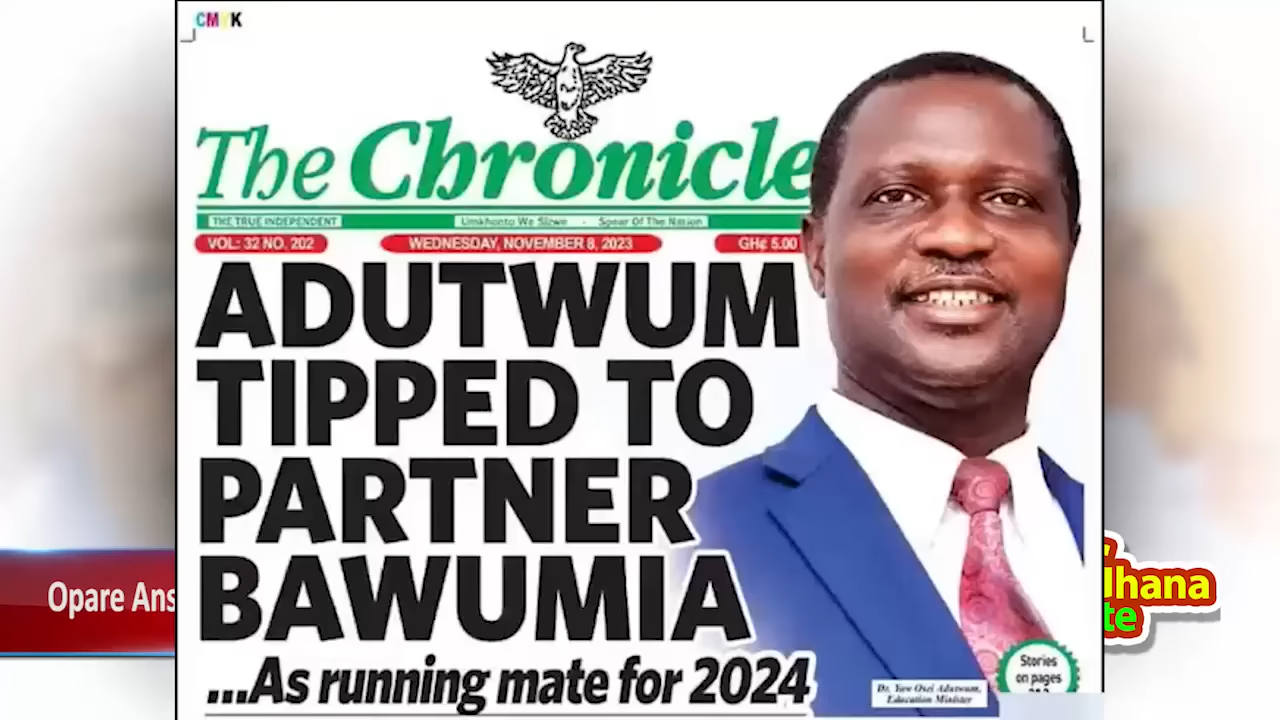 CMYK
The Chronicle
THE TRUE INDEPENDENT
Umkhonto We Sizwe - Spear Of The Nation
VOL: 32 NO. 202
WEDNESDAY, NOVEMBER 8, 2023
GH¢ 5.00
ADUTWUM
TIPPED TO
PARTNER
BAWUMIA
...As running mate for 2024
Dr. Yaw Osei Adutwum,
Education Minister
Stories
on pages
Opare Ans